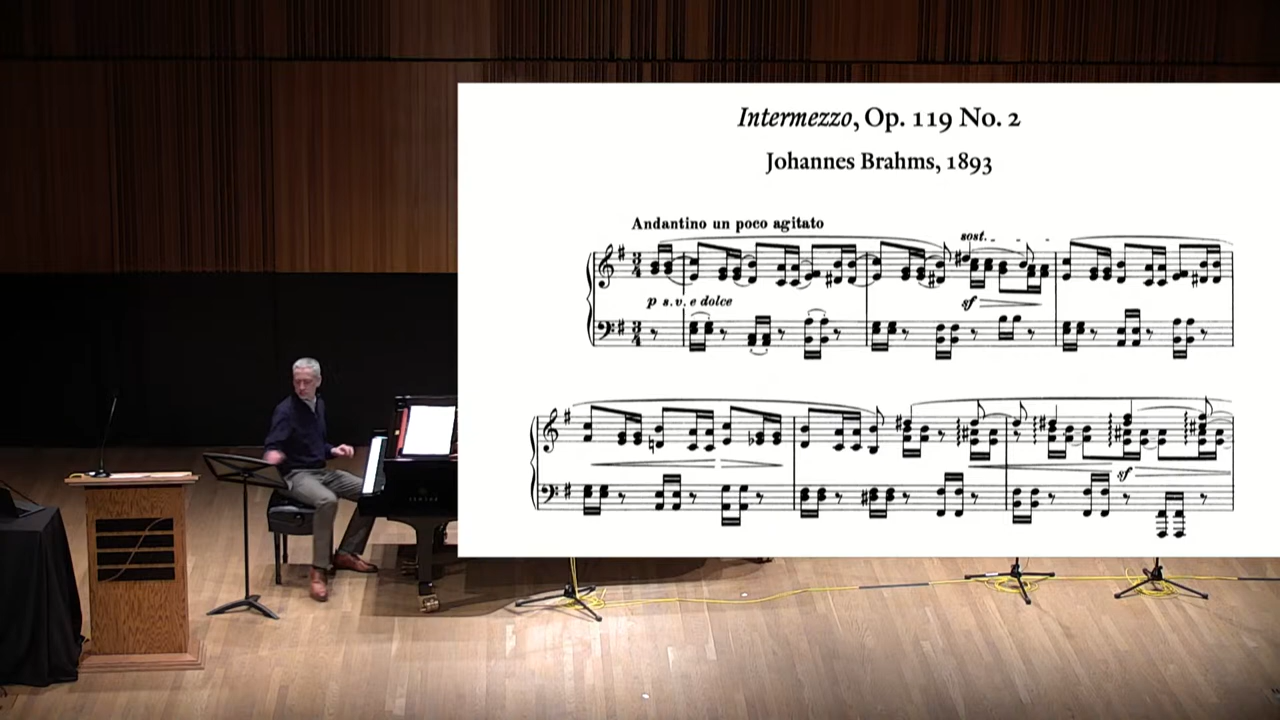 Intermezzo, Op. 119 No. 2
Johannes Brahms, 1893
Andantino un poco agitato
sost.
p s.v. e dolce
sf
sf